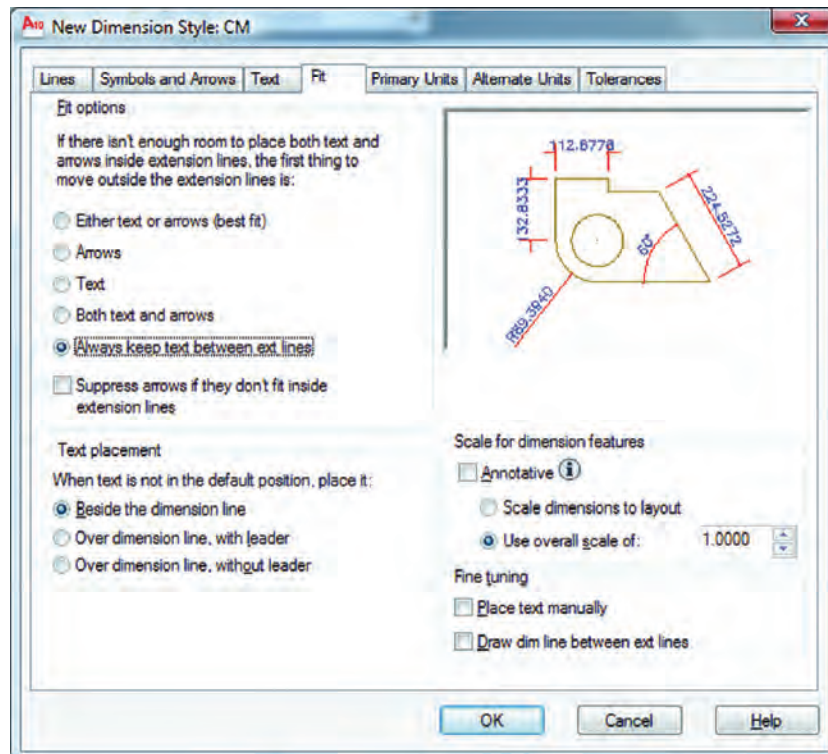 A10 New Dimension Style: CM
Lines Symbols and Arrows Text Fit Primary Units Alternate Units Tolerances
Fit options
If there isn't enough room to place both text and
arrows inside extension lines, the first thing to
move outside the extension lines is:
Either text or arrows (best fit)
Arrows
Text
Both text and arrows
Always keep text between ext lines
Suppress arrows if they don't fit inside
extension lines
Text placement
When text is not in the default position, place it:
Beside the dimension line
Over dimension line, with leader
Over dimension line, without leader
112.8778
132.8333
224.5272
60°
R89.3940
Scale for dimension features
Annotative
Scale dimensions to layout
Use overall scale of: 1.0000
Fine tuning
Place text manually
Draw dim line between ext lines
OK Cancel Help